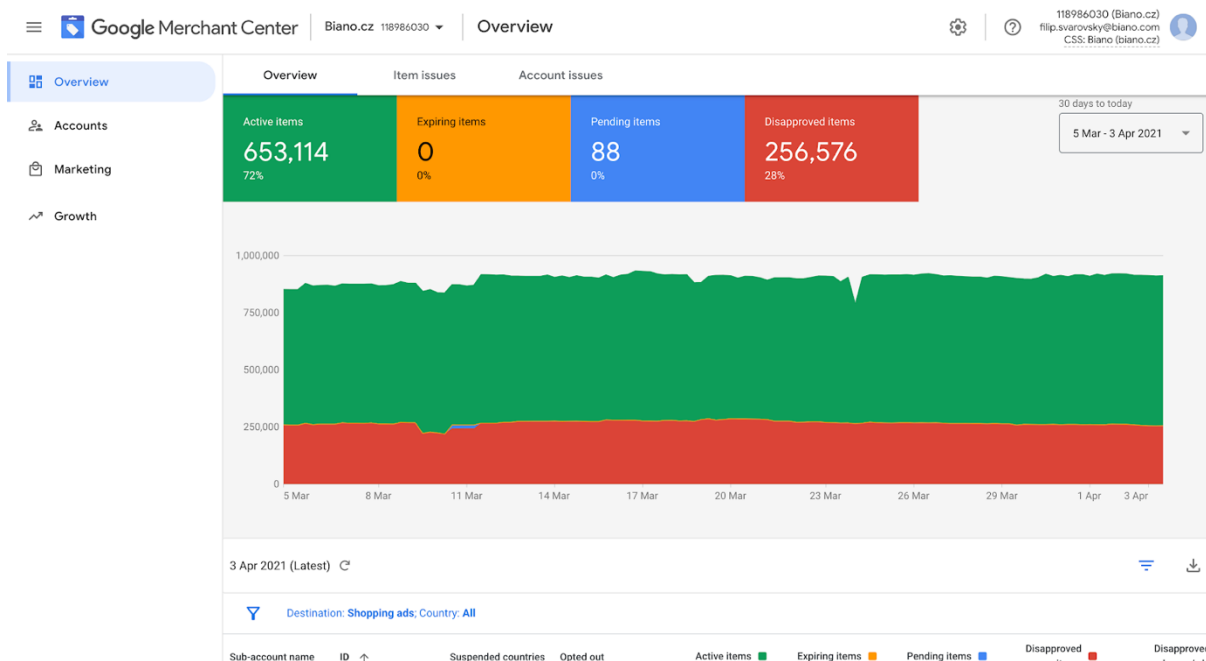 Google Merchant Center
Biano.cz 118986030
Overview
118986030 (Biano.cz)
filip.svarovsky@biano.com
CSS: Biano (biano.cz)
Overview
Accounts
Marketing
Growth
Overview Item issues Account issues
Active items
653,114
72%
Expiring items
0
0%
Pending items
88
0%
Disapproved items
256,576
28%
30 days to today
5 Mar - 3 Apr 2021
1,000,000
750,000
500,000
250,000
0
5 Mar 8 Mar 11 Mar 14 Mar 17 Mar 20 Mar 23 Mar 26 Mar 29 Mar 1 Apr 3 Apr
3 Apr 2021 (Latest)
Destination: Shopping ads; Country: All
Sub-account name ID Suspended countries Opted out Active items Expiring items Pending items Disapproved Disapproved